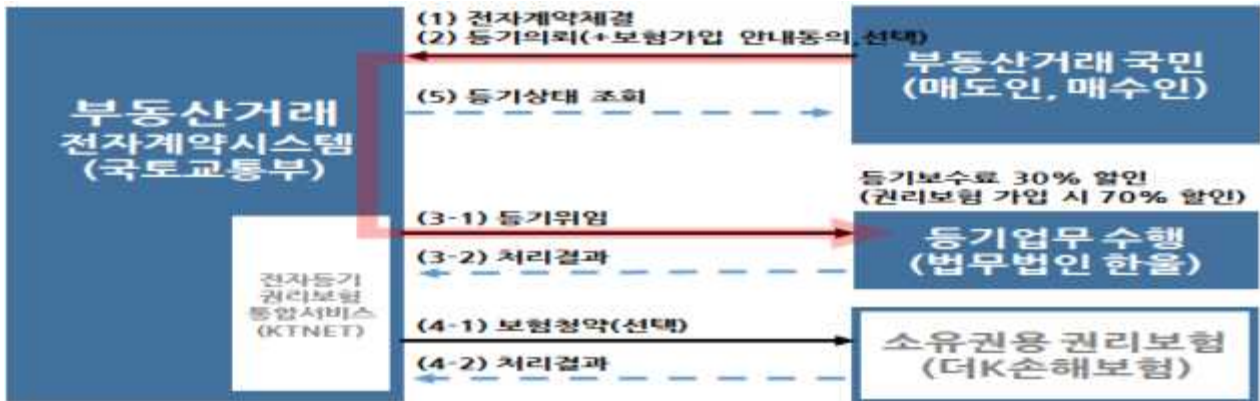 (1) 전자계약체결
(2) 등기의뢰(+보험가입 안내동의,선택)
부동산거래 국민
(매도인, 매수인)
(5) 등기상태 조회
부동산거래
전자계약시스템
(국토교통부)
등기보수료 30% 할인
(권리보험 가입 시 70% 할인)
(3-1) 등기위임
등기업무 수행
(법무법인 한울)
(3-2) 처리결과
전자등기
권리보험
통합서비스
(KTNET)
(4-1) 보험청약(선택)
소유권용 권리보험
(더K손해보험)
(4-2) 처리결과